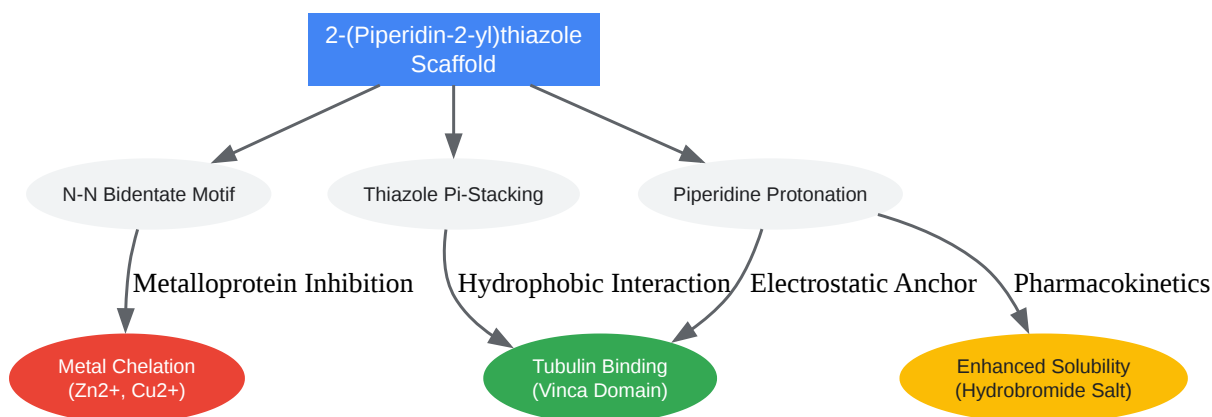 2-(Piperidin-2-yl)thiazole
Scaffold
N-N Bidentate Motif
Thiazole Pi-Stacking
Piperidine Protonation
Metalloprotein Inhibition
Hydrophobic Interaction
Electrostatic Anchor
Pharmacokinetics
Metal Chelation
(Zn2+, Cu2+)
Tubulin Binding
(Vinca Domain)
Enhanced Solubility
(Hydrobromide Salt)